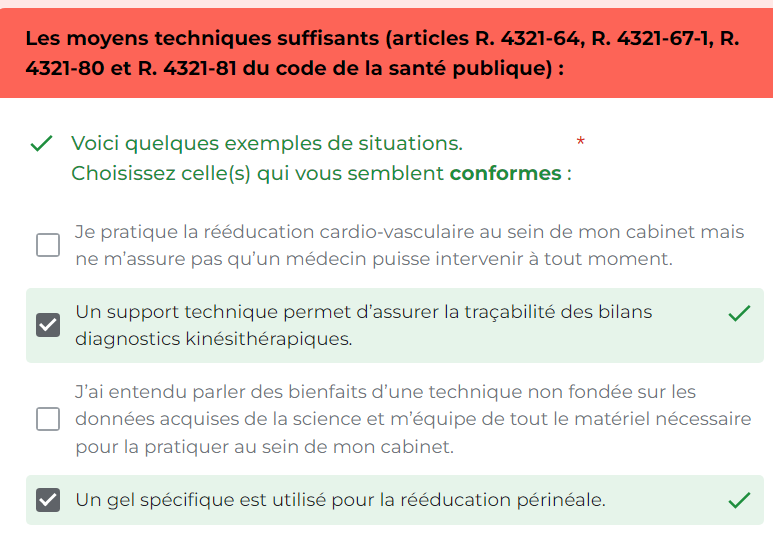 Les moyens techniques suffisants (articles R. 4321-64, R. 4321-67-1, R.
4321-80 et R. 4321-81 du code de la santé publique) :
Voici quelques exemples de situations. *
Choisissez celle(s) qui vous semblent conformes :
Je pratique la rééducation cardio-vasculaire au sein de mon cabinet mais
ne m’assure pas qu’un médecin puisse intervenir à tout moment.
Un support technique permet d’assurer la traçabilité des bilans
diagnostics kinésithérapiques.
J’ai entendu parler des bienfaits d’une technique non fondée sur les
données acquises de la science et m’équipe de tout le matériel nécessaire
pour la pratiquer au sein de mon cabinet.
Un gel spécifique est utilisé pour la rééducation périnéale.